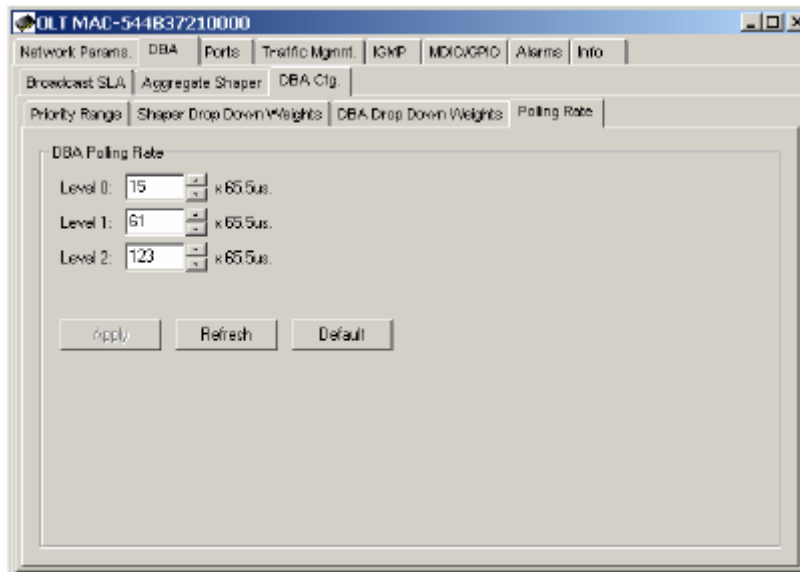 OLT MAC-544B37210000
Network Params. DBA Ports Traffic Mgmnt. IGMP MDIO/GPIO Alarms Info
Broadcast SLA Aggregate Shaper DBA Cfg.
Priority Range Shaper Drop Down Weights DBA Drop Down Weights Polling Rate
DBA Polling Rate
Level 0: 15 x 65.5us.
Level 1: 61 x 65.5us.
Level 2: 123 x 65.5us.
Apply Refresh Default